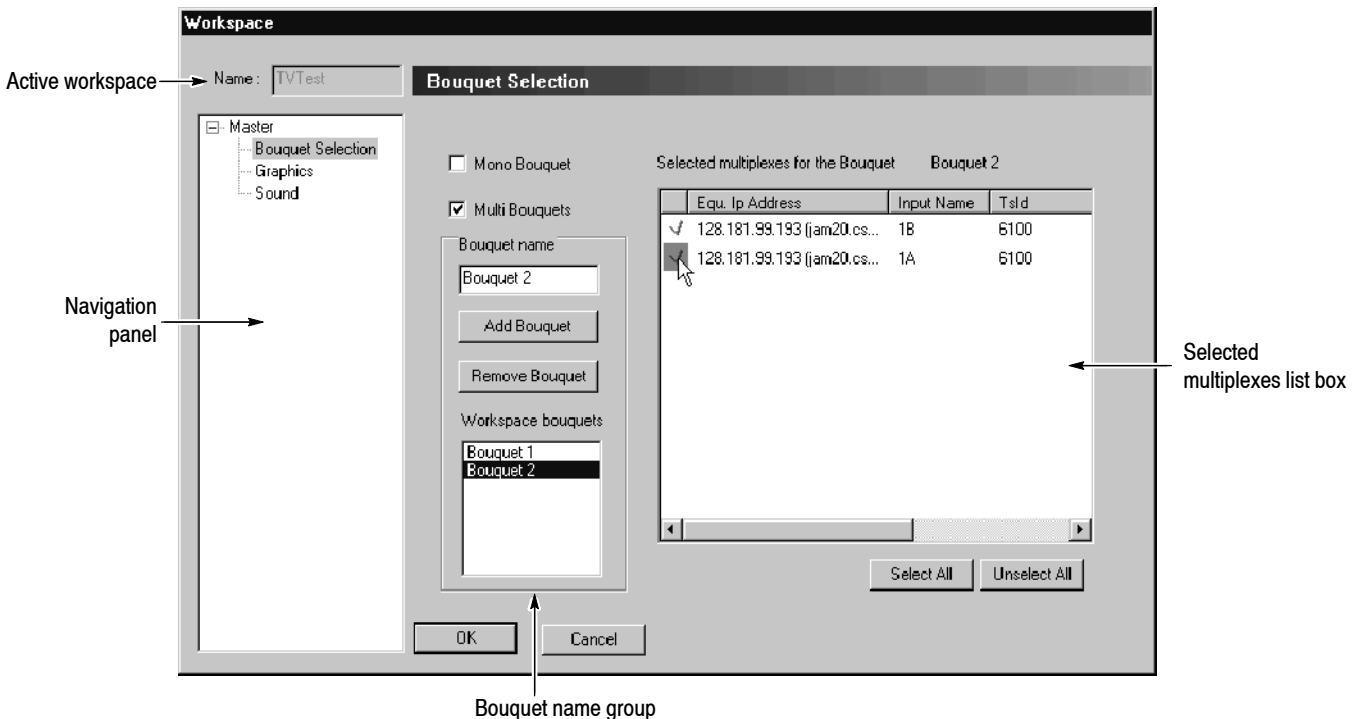 Workspace
Active workspace
Name :
TVTest
Bouquet Selection
Master
Bouquet Selection
Graphics
Sound
Navigation
panel
Mono Bouquet
Multi Bouquets
Bouquet name
Bouquet 2
Add Bouquet
Remove Bouquet
Workspace bouquets
Bouquet 1
Bouquet 2
Selected multiplexes for the Bouquet Bouquet 2
Equ. Ip Address Input Name TsId
128.181.99.193 (jam20.cs... 1B 6100
128.181.99.193 (jam20.cs... 1A 6100
Selected
multiplexes list box
Select All
Unselect All
OK
Cancel
Bouquet name group